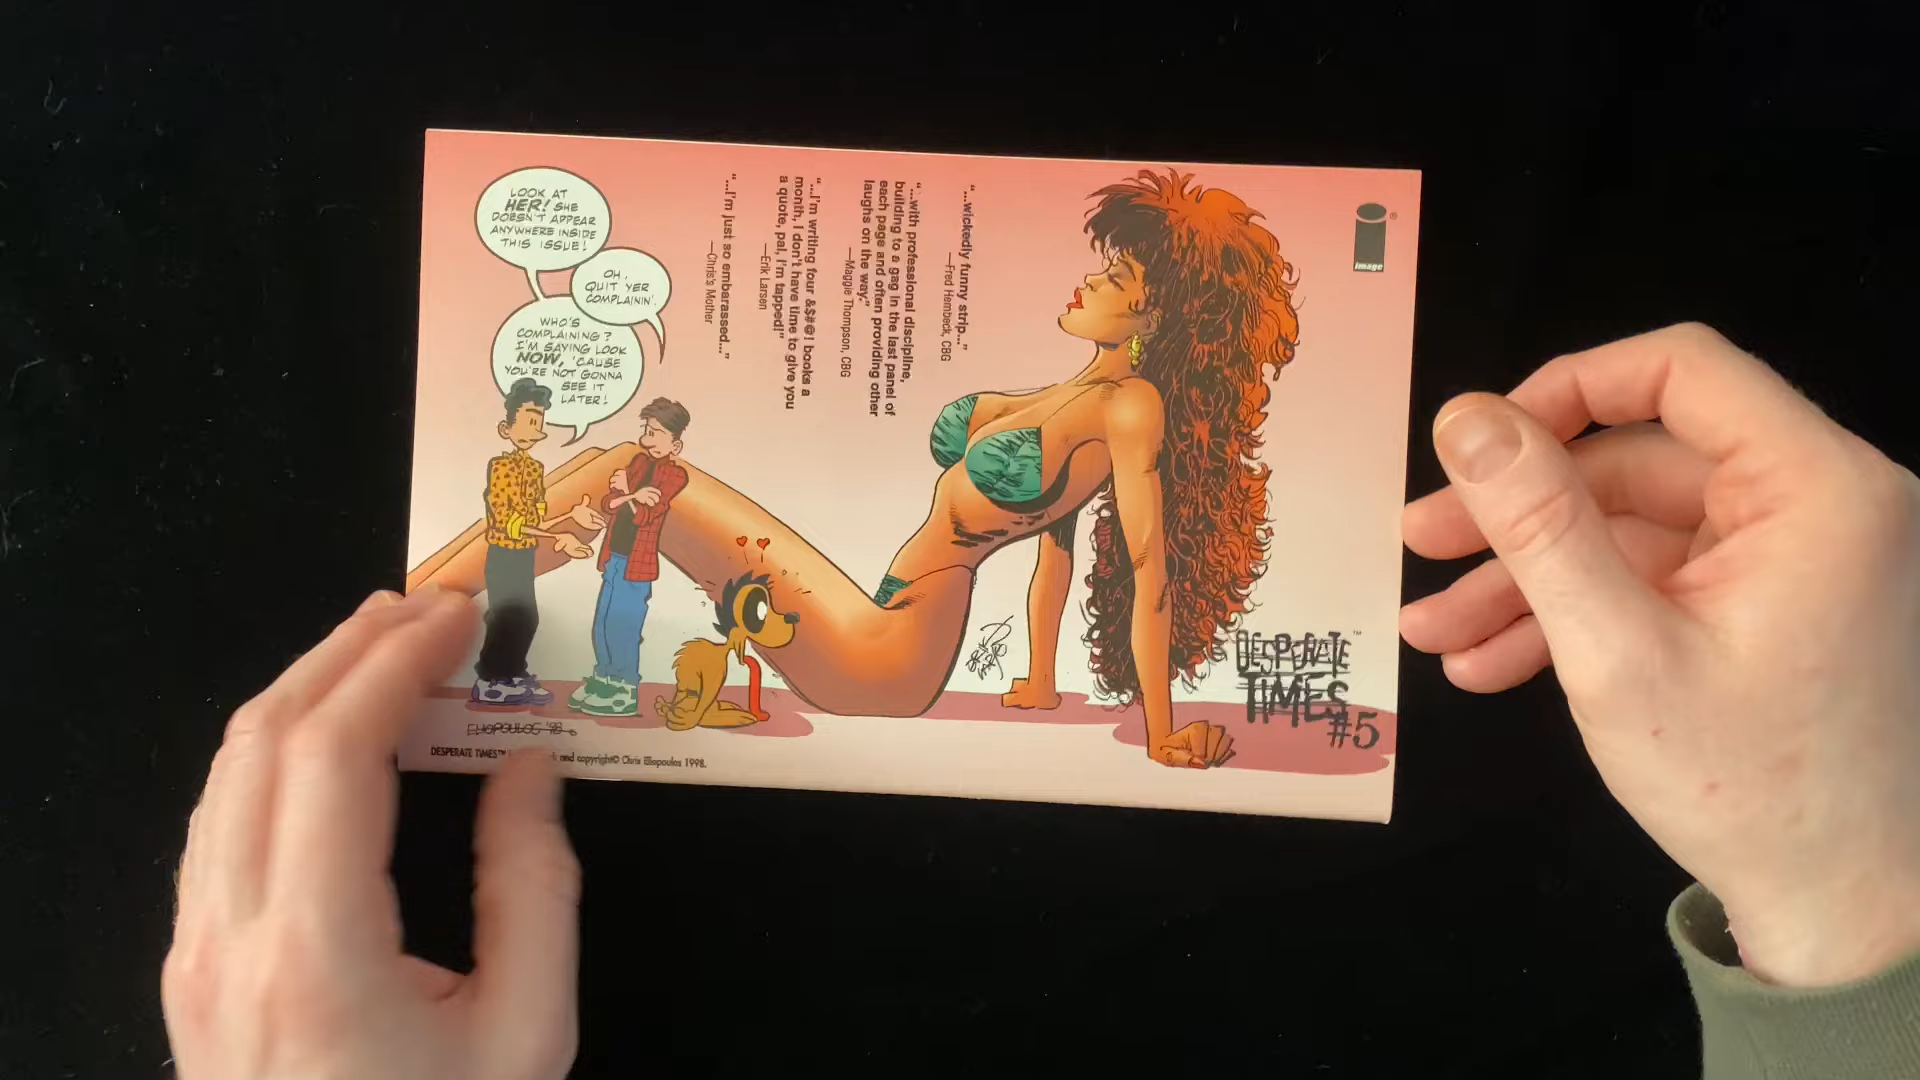 LOOK AT
HER! SHE
DOESN'T APPEAR
ANYWHERE INSIDE
THIS ISSUE!
OH,
QUIT YER
COMPLAININ'.
WHO'S
COMPLAINING?
I'M SAYING LOOK
NOW, 'CAUSE
YOU'RE NOT GONNA
SEE IT
LATER!
"...wickedly funny strip..."
—Fred Hembeck, CBG
"...with professional discipline,
building to a gag in the last panel of
each page and often providing other
laughs on the way."
—Maggie Thompson, CBG
"...I'm writing four &$#@! books a
month, I don't have time to give you
a quote, pal, I'm tapped!"
—Erik Larsen
"...I'm just so embarassed..."
—Chris's Mother
image®
DESPERATE™
TIMES
#5
ELIOPOULOS '98
DESPERATE TIMES™ and copyright© Chris Eliopoulos 1998.